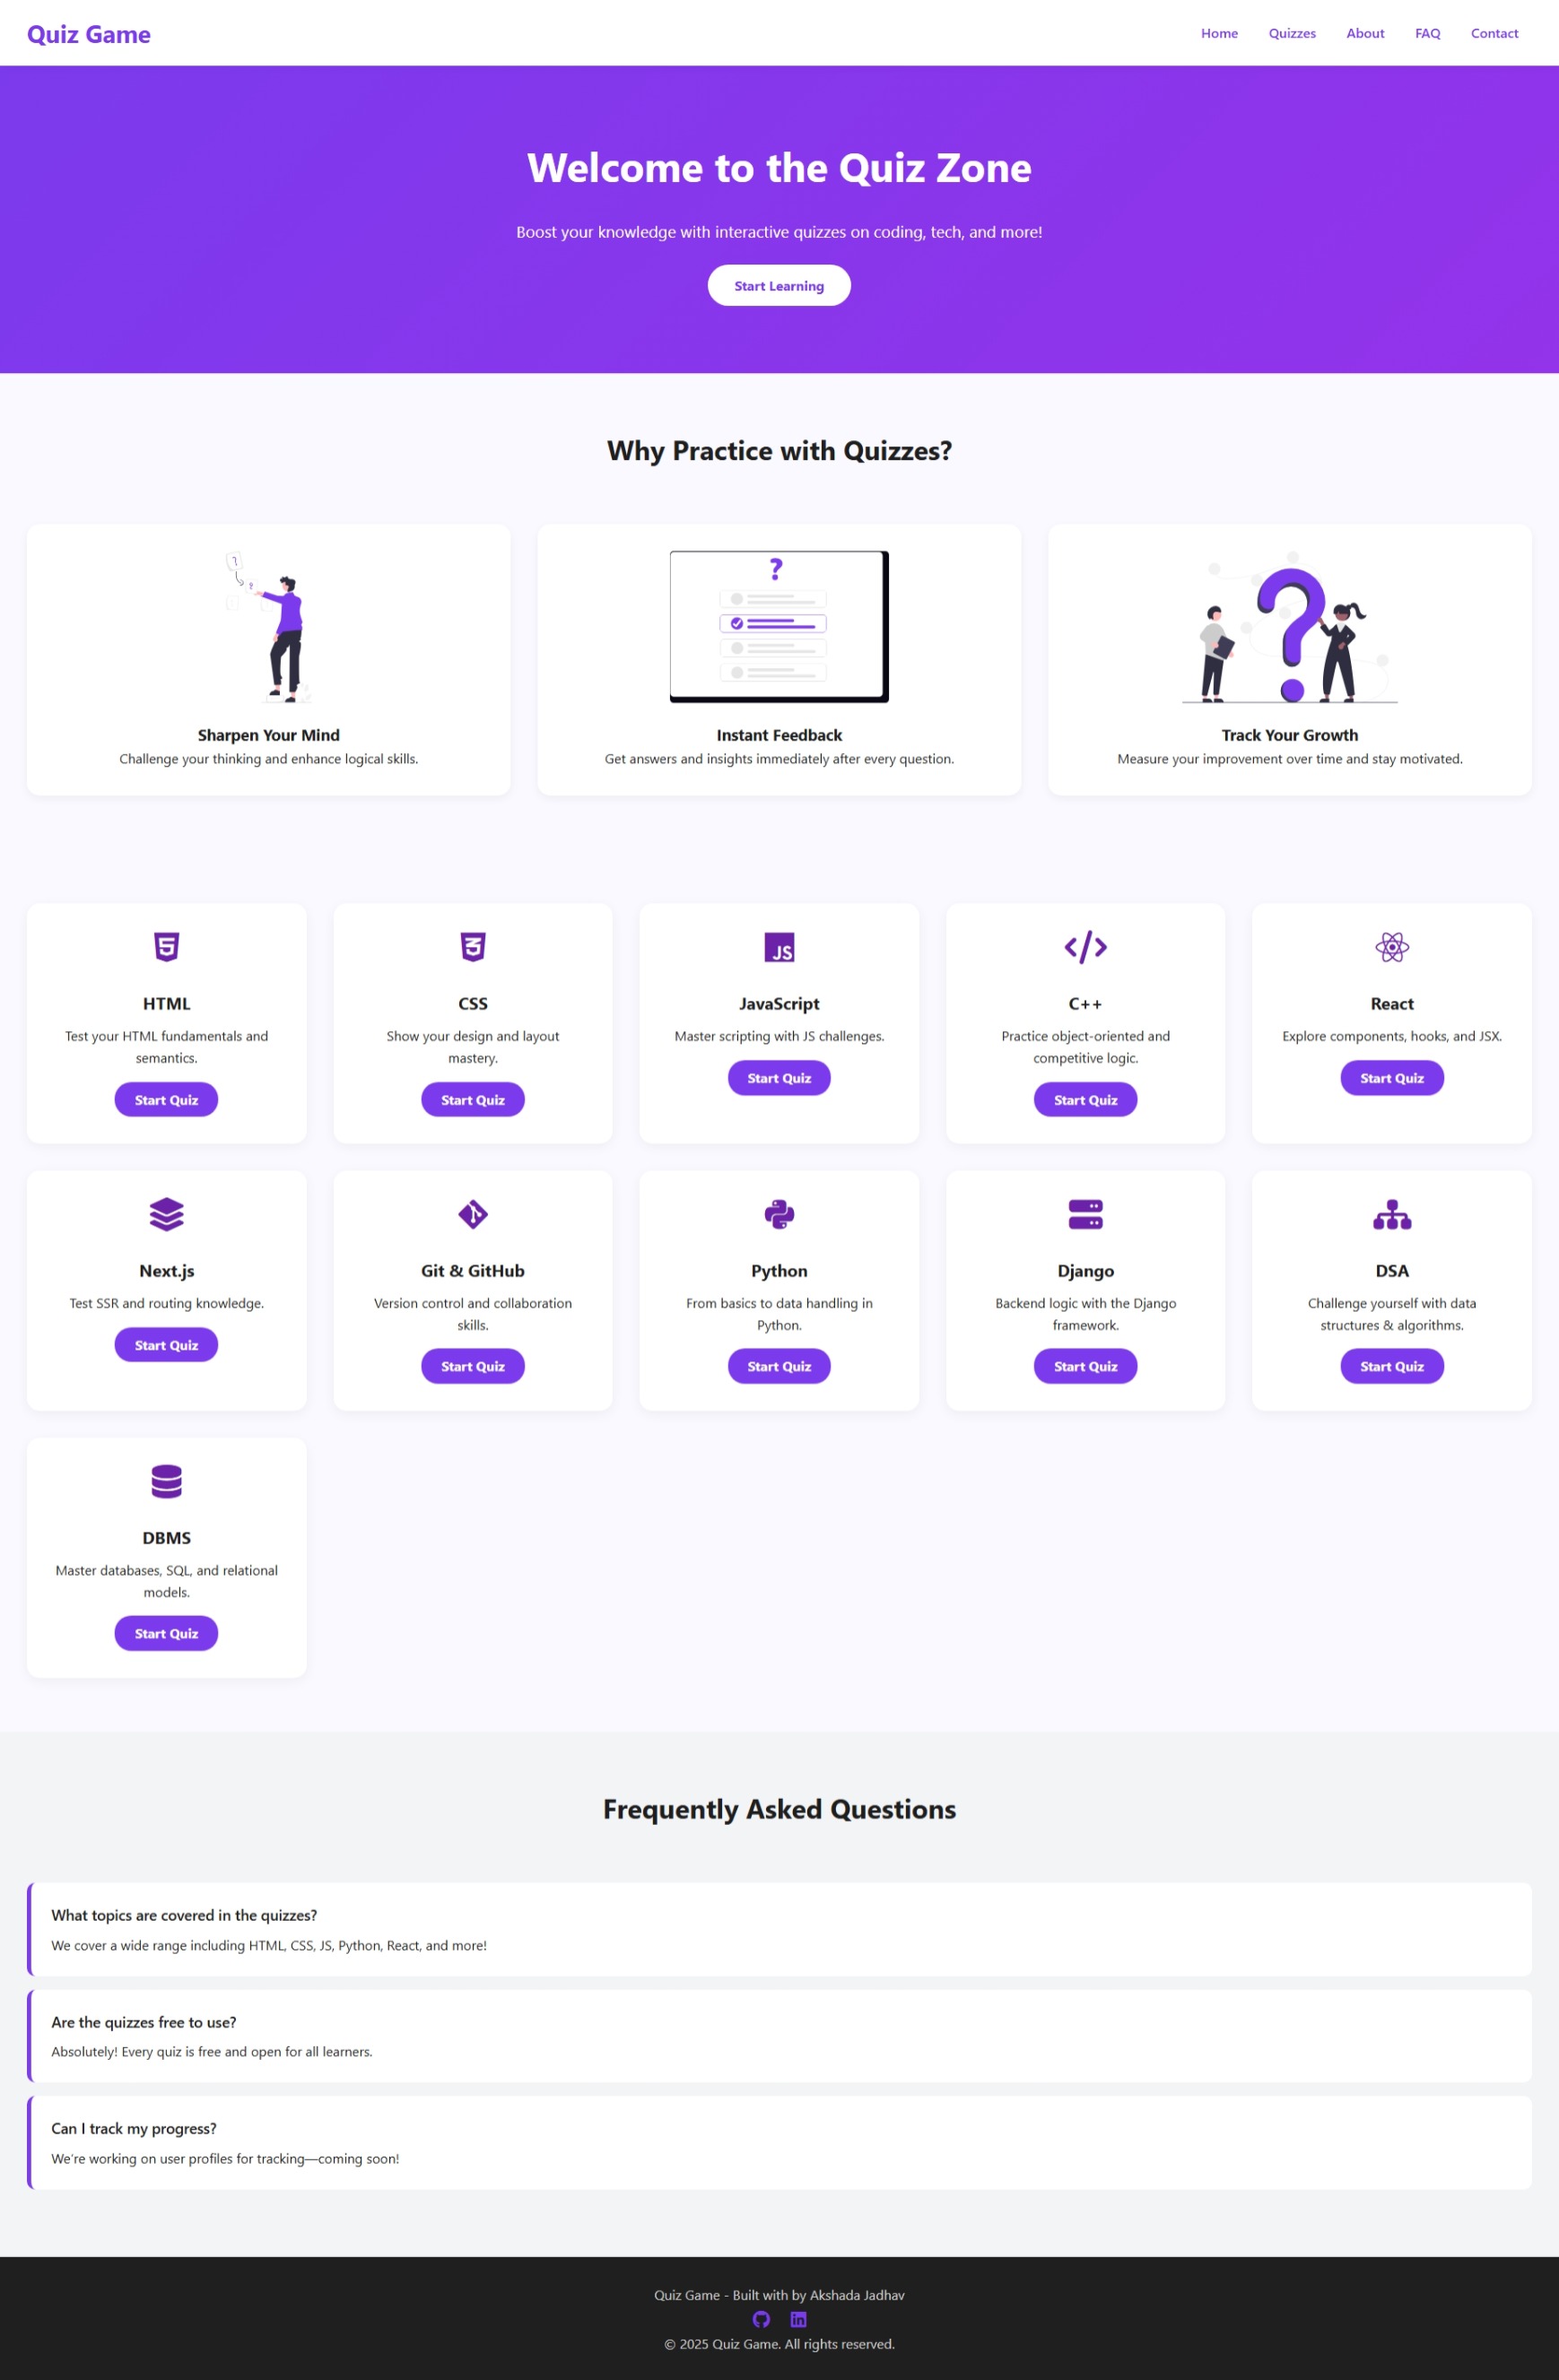 Quiz Game
Home
Quizzes
About
FAQ
Contact
Welcome to the Quiz Zone
Boost your knowledge with interactive quizzes on coding, tech, and more!
Start Learning
Why Practice with Quizzes?
?
Sharpen Your Mind
Challenge your thinking and enhance logical skills.
Instant Feedback
Get answers and insights immediately after every question.
Track Your Growth
Measure your improvement over time and stay motivated.
HTML
Test your HTML fundamentals and
semantics.
Start Quiz
CSS
Show your design and layout
mastery.
Start Quiz
JS
JavaScript
Master scripting with JS challenges.
Start Quiz
C++
Practice object-oriented and
competitive logic.
Start Quiz
React
Explore components, hooks, and JSX.
Start Quiz
Next.js
Test SSR and routing knowledge.
Start Quiz
Git & GitHub
Version control and collaboration
skills.
Start Quiz
Python
From basics to data handling in
Python.
Start Quiz
Django
Backend logic with the Django
framework.
Start Quiz
DSA
Challenge yourself with data
structures & algorithms.
Start Quiz
DBMS
Master databases, SQL, and relational
models.
Start Quiz
Frequently Asked Questions
What topics are covered in the quizzes?
We cover a wide range including HTML, CSS, JS, Python, React, and more!
Are the quizzes free to use?
Absolutely! Every quiz is free and open for all learners.
Can I track my progress?
We're working on user profiles for tracking—coming soon!
Quiz Game - Built with by Akshada Jadhav
in
© 2025 Quiz Game. All rights reserved.